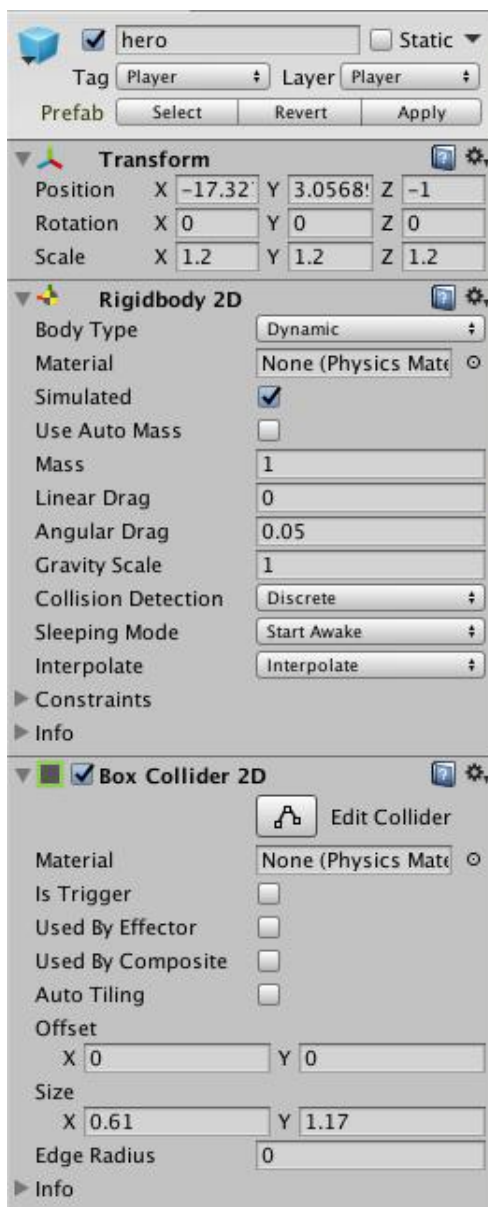 hero Static
Tag Player Layer Player
Prefab Select Revert Apply
Transform
Position X -17.32 Y 3.0568 Z -1
Rotation X 0 Y 0 Z 0
Scale X 1.2 Y 1.2 Z 1.2
Rigidbody 2D
Body Type Dynamic
Material None (Physics Mate
Simulated
Use Auto Mass
Mass 1
Linear Drag 0
Angular Drag 0.05
Gravity Scale 1
Collision Detection Discrete
Sleeping Mode Start Awake
Interpolate Interpolate
Constraints
Info
Box Collider 2D
Edit Collider
Material None (Physics Mate
Is Trigger
Used By Effector
Used By Composite
Auto Tiling
Offset
X 0 Y 0
Size
X 0.61 Y 1.17
Edge Radius 0
Info